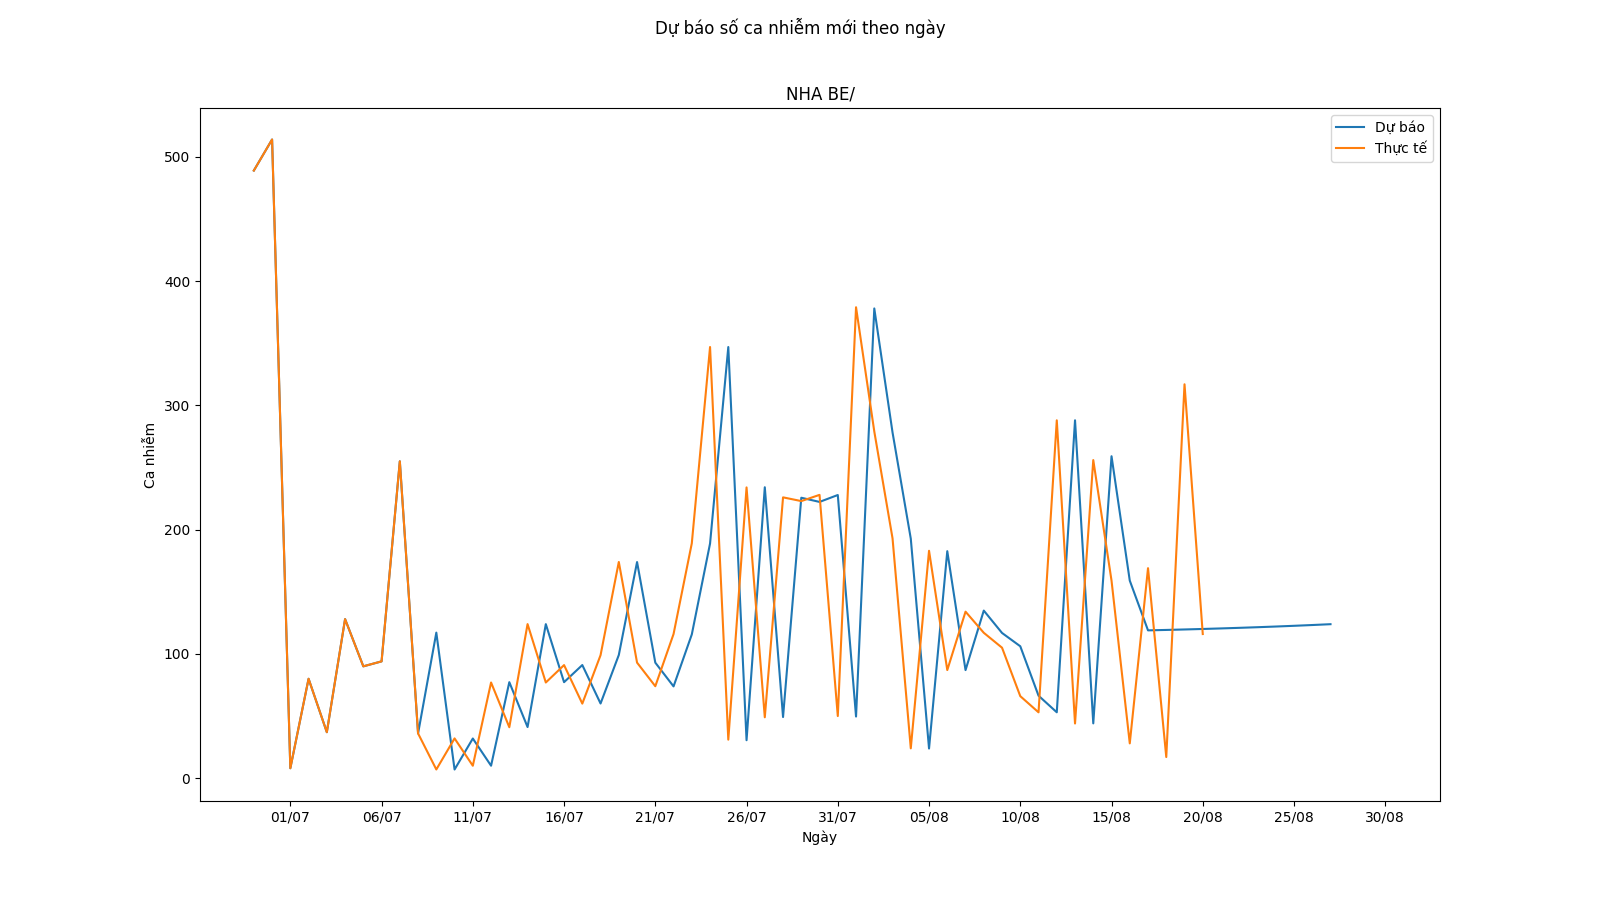 Dự báo số ca nhiễm mới theo ngày
NHA BE/
Dự báo
Thực tế
500
400
300
200
100
0
Ca nhiễm
01/07 06/07 11/07 16/07 21/07 26/07 31/07 05/08 10/08 15/08 20/08 25/08 30/08
Ngày